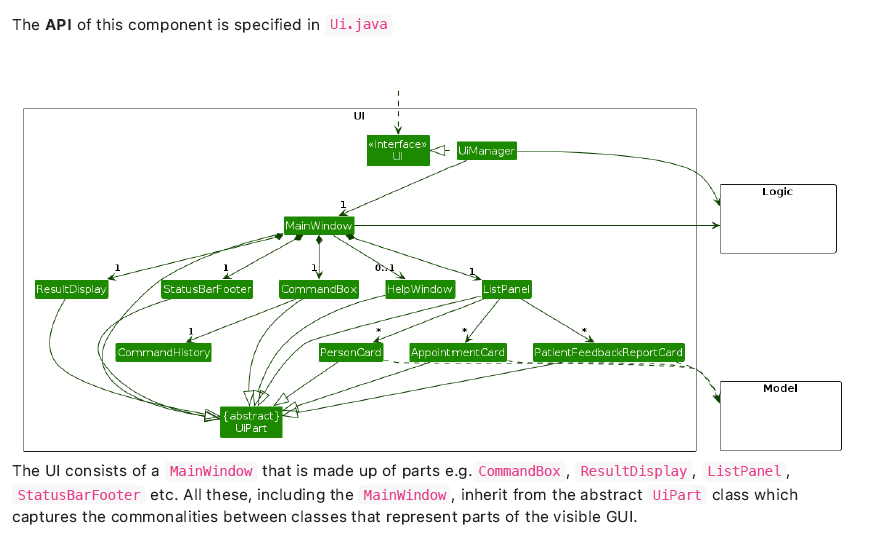 The API of this component is specified in Ui.java
UI
«interface»
UI
UiManager
Logic
1
MainWindow
1
1
1
0..1
1
ResultDisplay
StatusBarFooter
CommandBox
HelpWindow
ListPanel
1
*
*
*
CommandHistory
PersonCard
AppointmentCard
PatientFeedbackReportCard
Model
{abstract}
UiPart
The UI consists of a MainWindow that is made up of parts e.g. CommandBox, ResultDisplay, ListPanel,
StatusBarFooter etc. All these, including the MainWindow, inherit from the abstract UiPart class which
captures the commonalities between classes that represent parts of the visible GUI.